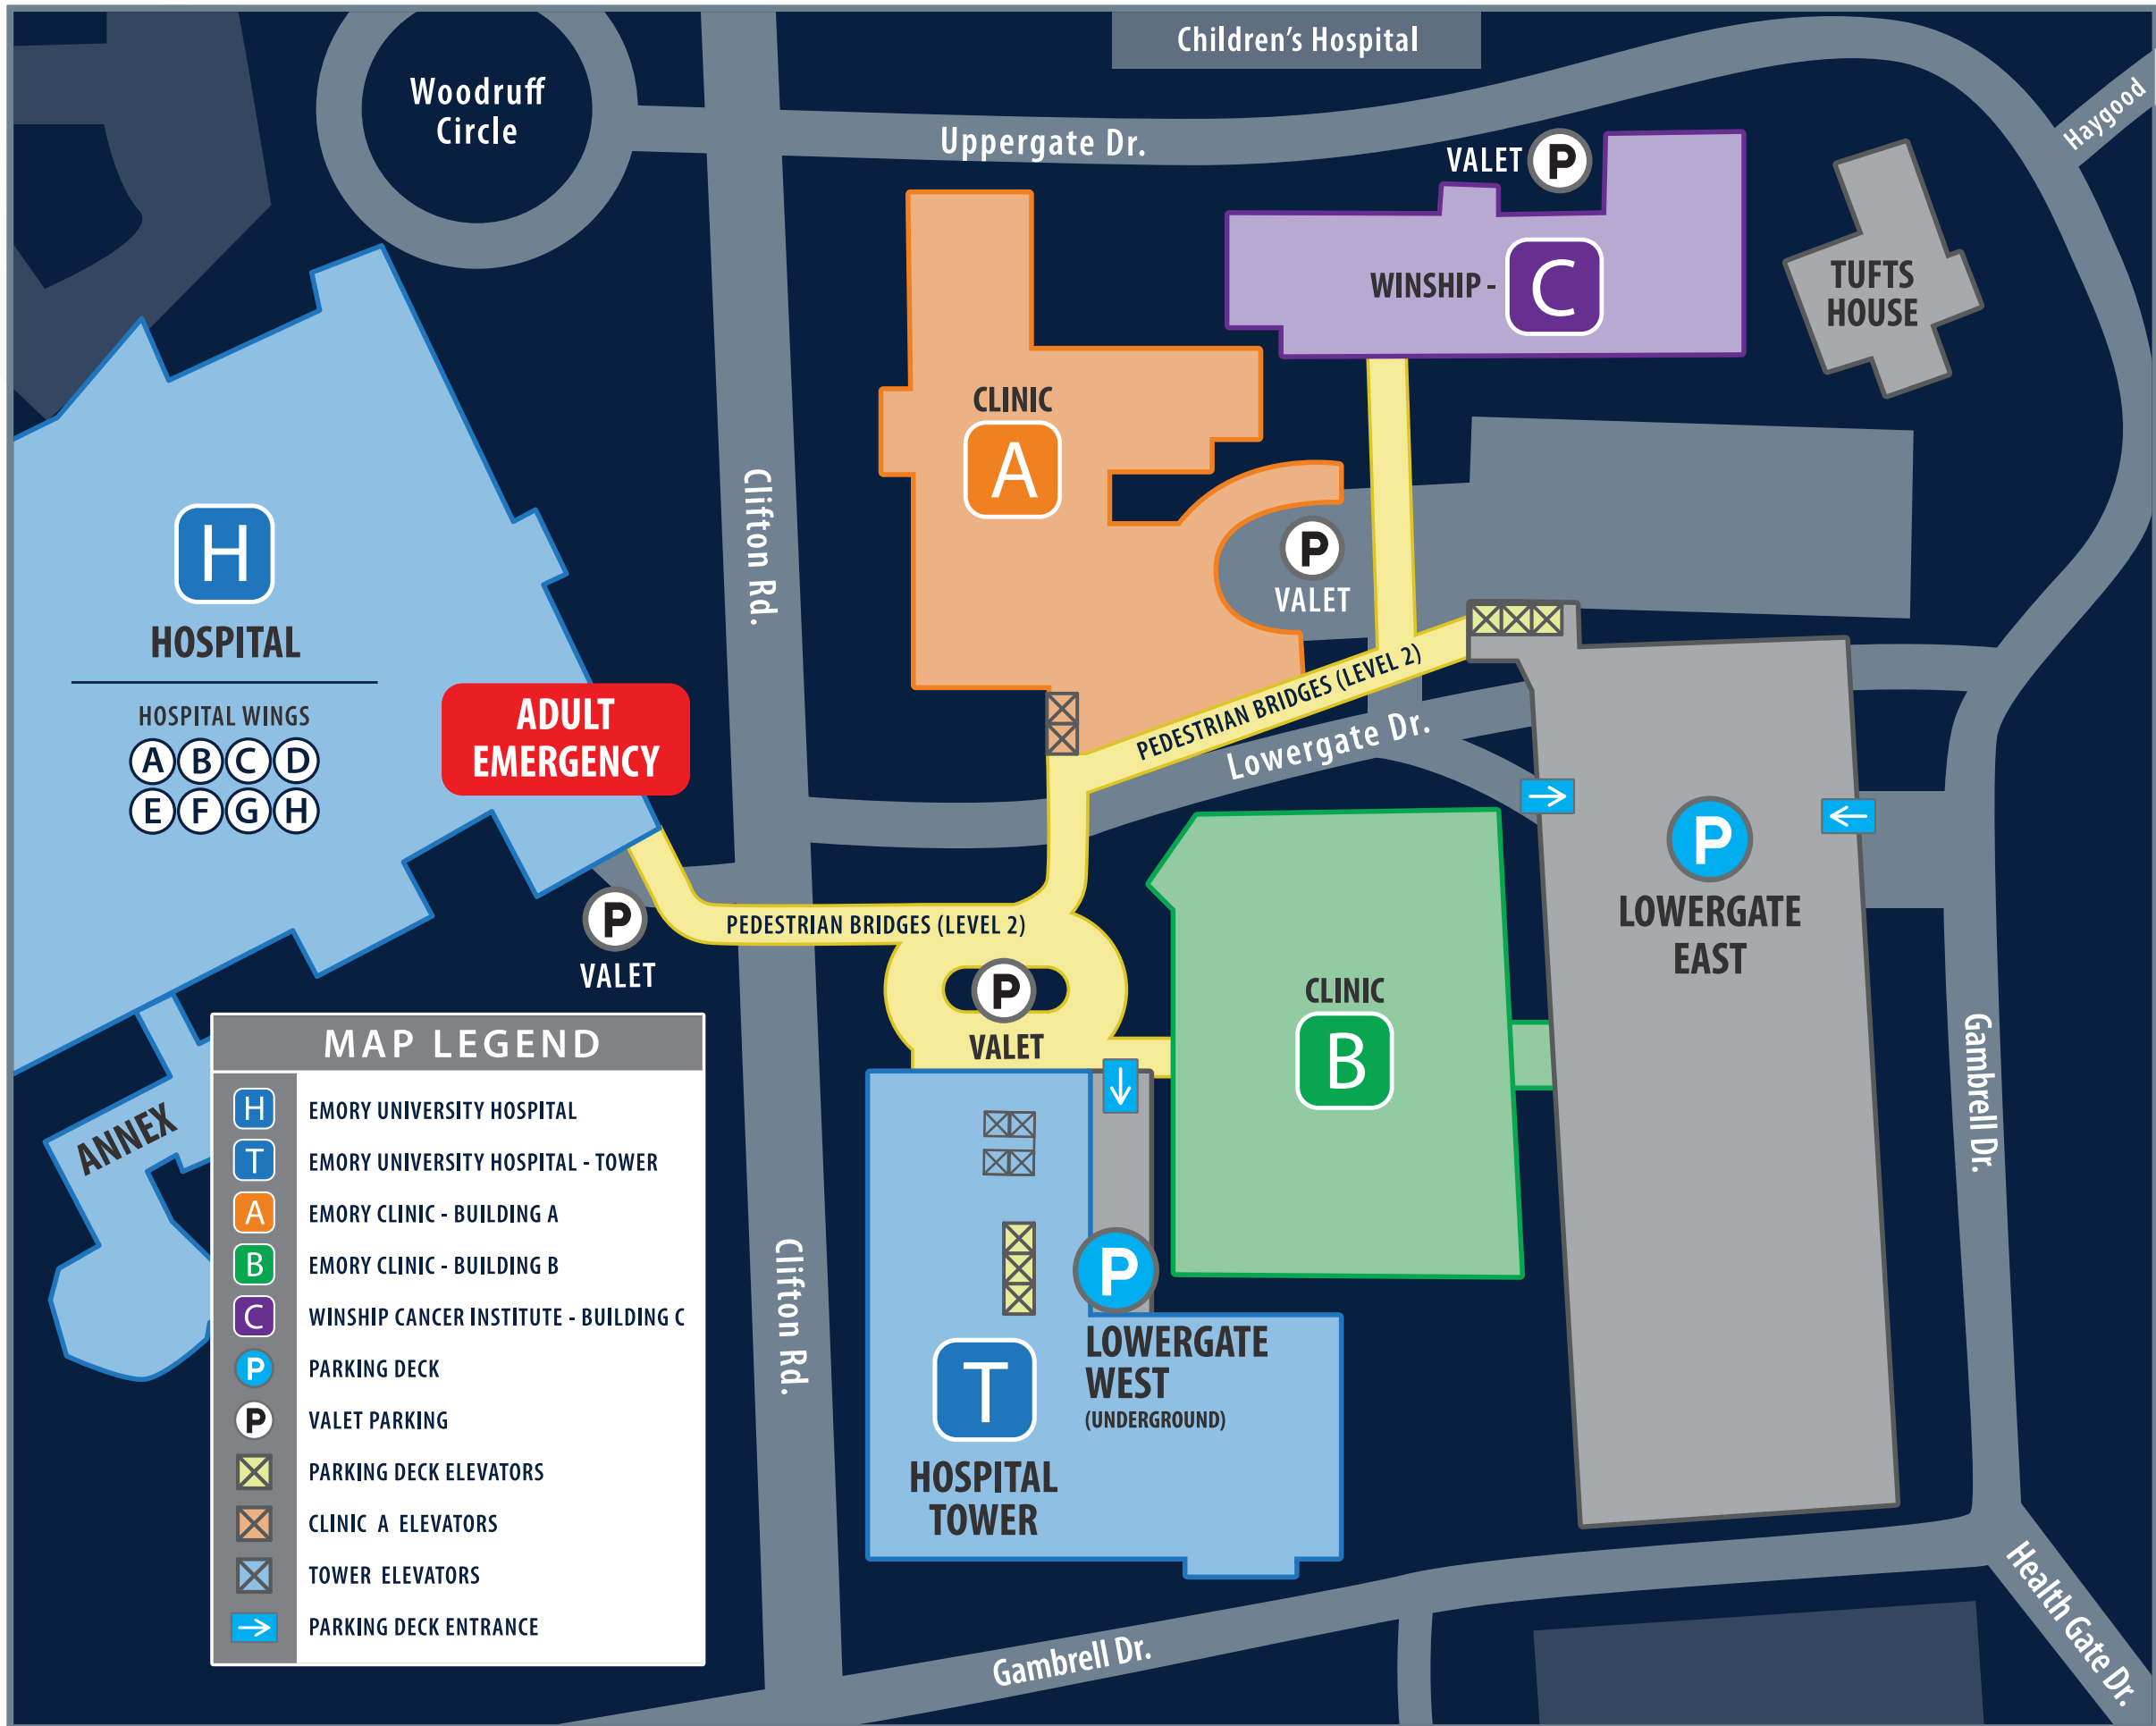 Children's Hospital
Woodruff
Circle
Uppergate Dr.
Haygood
VALET P
WINSHIP - C
TUFTS
HOUSE
CLINIC
A
Clifton Rd.
P
VALET
H
HOSPITAL
HOSPITAL WINGS
A B C D
E F G H
ADULT
EMERGENCY
PEDESTRIAN BRIDGES (LEVEL 2)
Lowergate Dr.
P
LOWERGATE
EAST
P
VALET
PEDESTRIAN BRIDGES (LEVEL 2)
P
VALET
CLINIC
B
Gambrell Dr.
ANNEX
MAP LEGEND
H EMORY UNIVERSITY HOSPITAL
T EMORY UNIVERSITY HOSPITAL - TOWER
A EMORY CLINIC - BUILDING A
B EMORY CLINIC - BUILDING B
C WINSHIP CANCER INSTITUTE - BUILDING C
P PARKING DECK
P VALET PARKING
PARKING DECK ELEVATORS
CLINIC A ELEVATORS
TOWER ELEVATORS
PARKING DECK ENTRANCE
Clifton Rd.
P
LOWERGATE
WEST
(UNDERGROUND)
T
HOSPITAL
TOWER
Gambrell Dr.
Health Gate Dr.